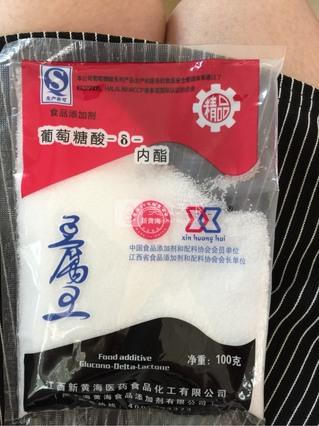 生产许可
食品添加剂
精品
葡萄糖酸-δ-
内酯
新黄海
xin huang hai
中国食品添加剂和配料协会会员单位
江西省食品添加剂和配料协会会长单位
豆腐王
Food additive
Glucono-Delta-Lactone
净重:100克
江西新黄海医药食品化工有限公司